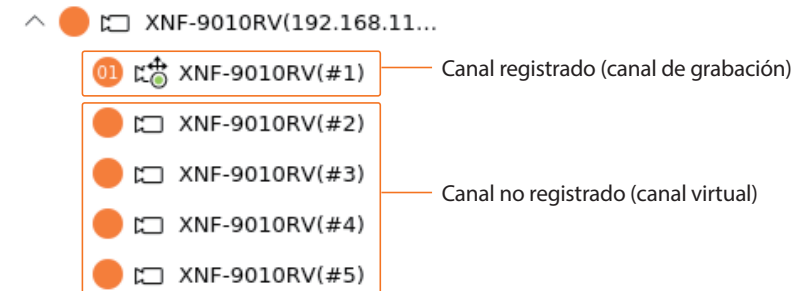 XNF-9010RV(192.168.11...
01 XNF-9010RV(#1) Canal registrado (canal de grabación)
XNF-9010RV(#2)
XNF-9010RV(#3)
Canal no registrado (canal virtual)
XNF-9010RV(#4)
XNF-9010RV(#5)